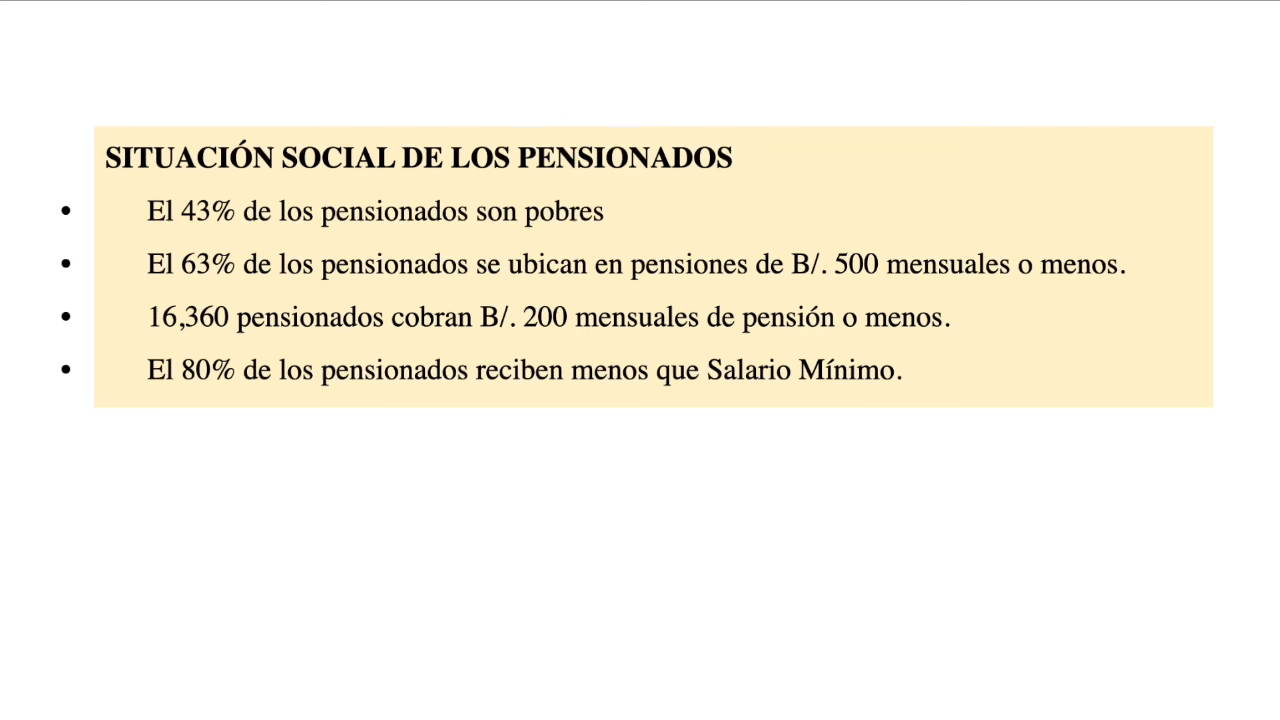 SITUACIÓN SOCIAL DE LOS PENSIONADOS
• El 43% de los pensionados son pobres
• El 63% de los pensionados se ubican en pensiones de B/. 500 mensuales o menos.
• 16,360 pensionados cobran B/. 200 mensuales de pensión o menos.
• El 80% de los pensionados reciben menos que Salario Mínimo.